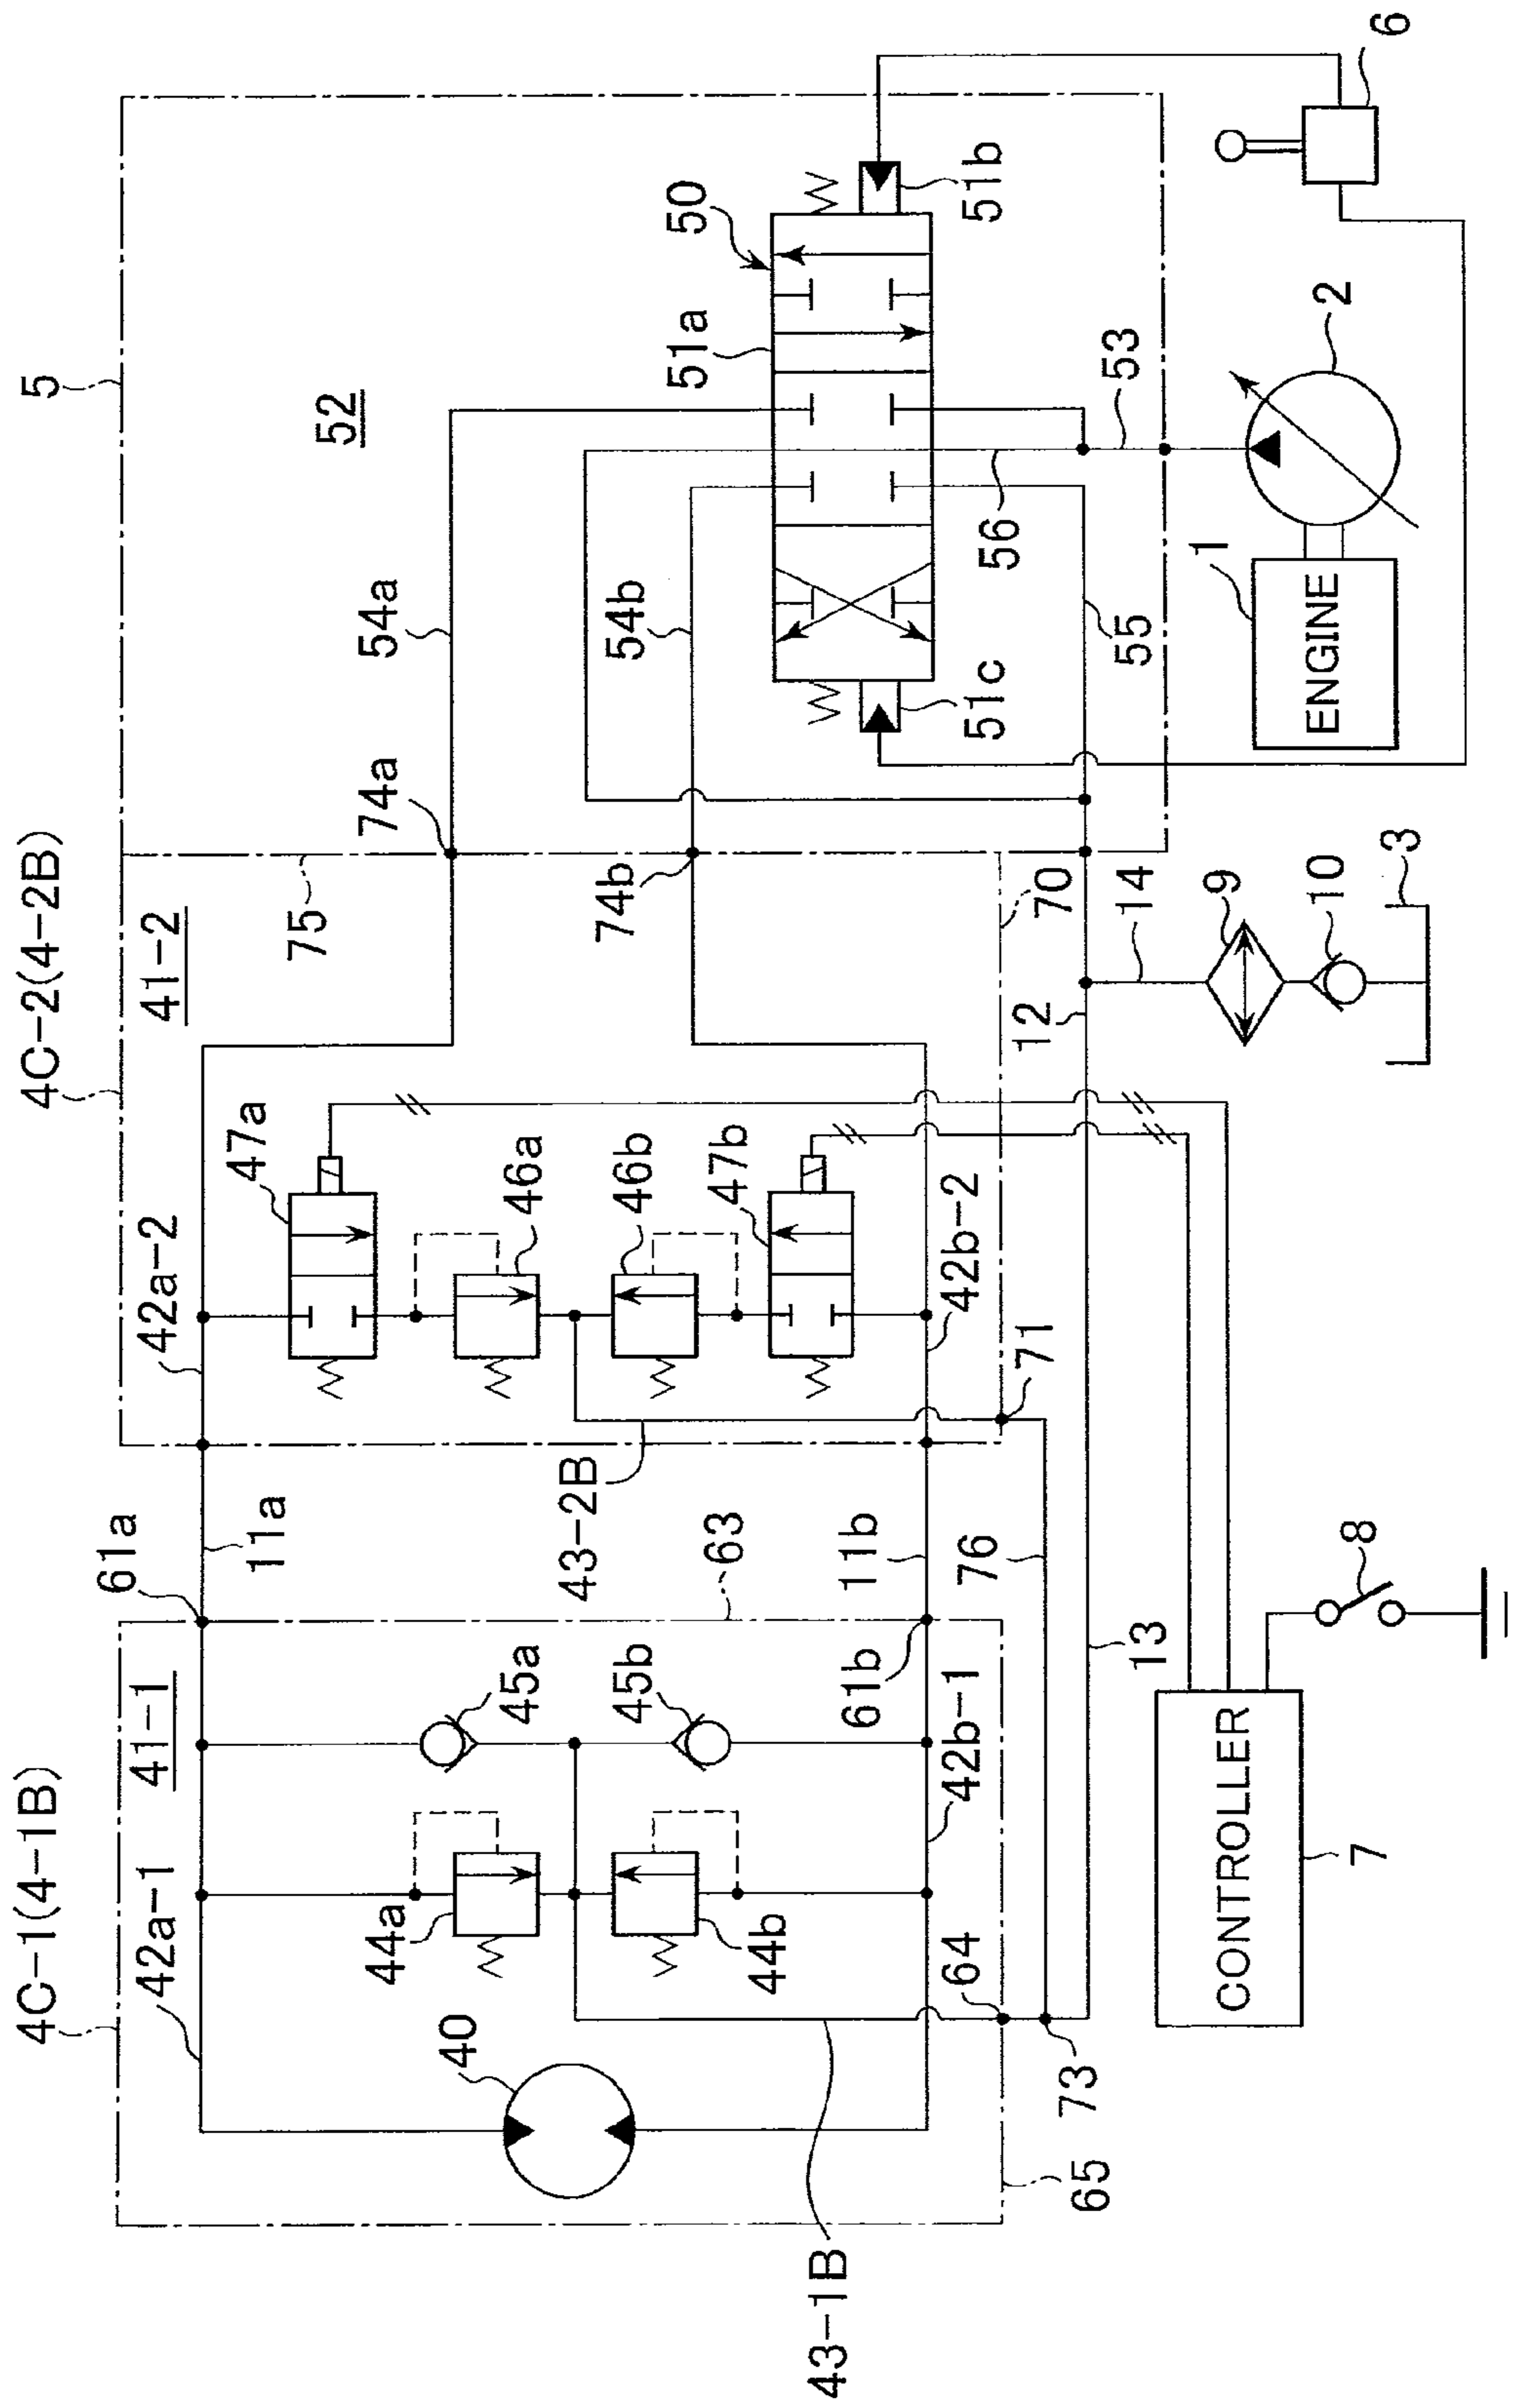 4C-1(4-1B)
4C-2(4-2B)
5
61a
42a-1
41-1
42a-2
41-2
11a
47a
75
52
44a
74a
54a
40
45a
46a
43-2B
45b
46b
74b
54b
51a
50
63
47b
44b
43-1B
61b
11b
64
42b-1
42b-2
76
51c
51b
56
71
12
70
73
65
13
14
55
53
1
9
CONTROLLER
ENGINE
10
2
8
7
3
6